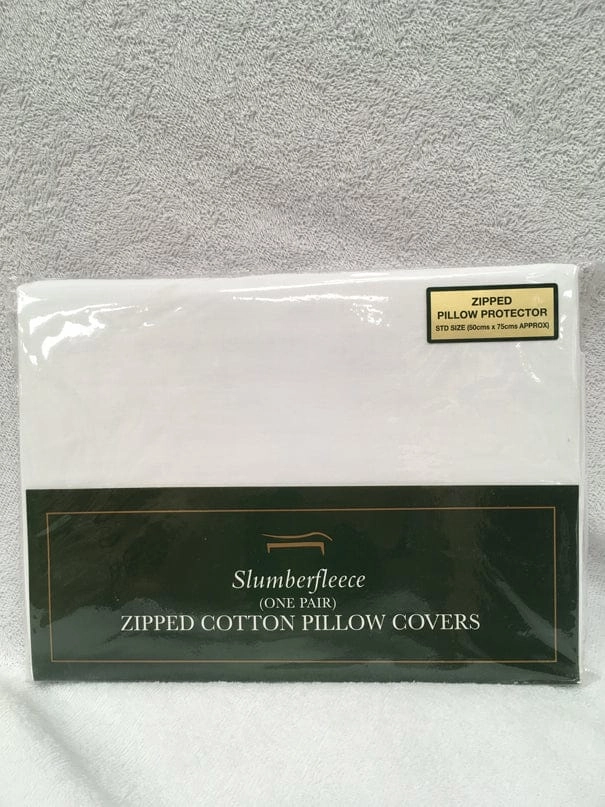 ZIPPED
PILLOW PROTECTOR
STD SIZE (50cms x 75cms APPROX)
Slumberfleece
(ONE PAIR)
ZIPPED COTTON PILLOW COVERS